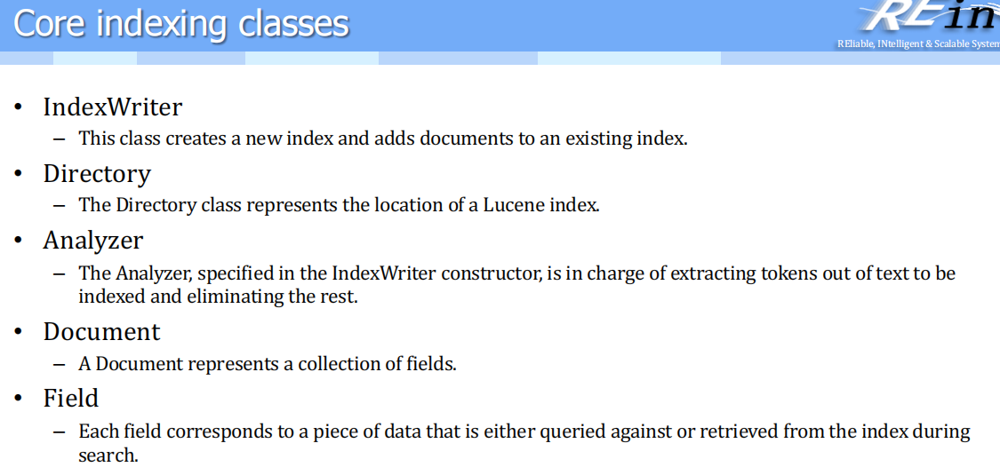 Core indexing classes
REin
REliable, INtelligent & Scalable System
• IndexWriter
– This class creates a new index and adds documents to an existing index.
• Directory
– The Directory class represents the location of a Lucene index.
• Analyzer
– The Analyzer, specified in the IndexWriter constructor, is in charge of extracting tokens out of text to be
indexed and eliminating the rest.
• Document
– A Document represents a collection of fields.
• Field
– Each field corresponds to a piece of data that is either queried against or retrieved from the index during
search.